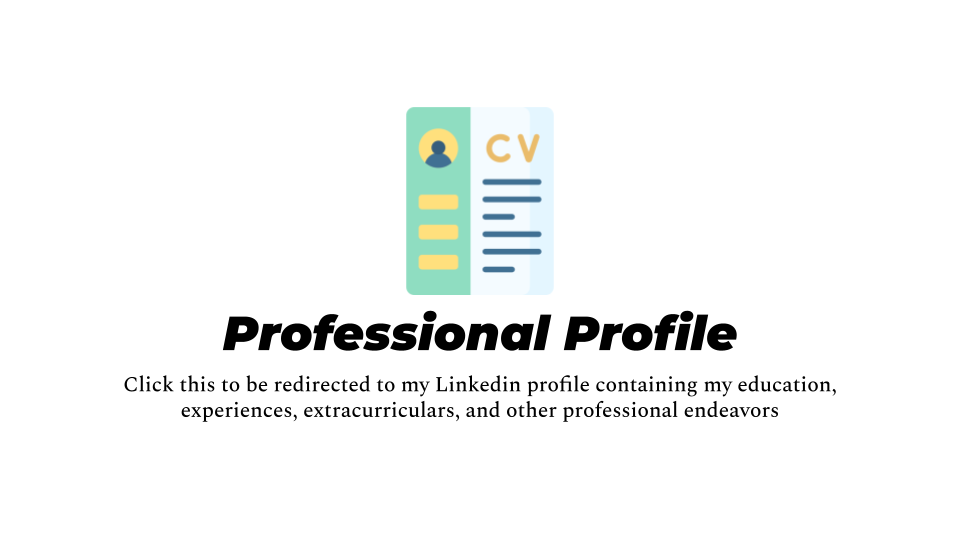 CV
Professional Profile
Click this to be redirected to my Linkedin profile containing my education,
experiences, extracurriculars, and other professional endeavors